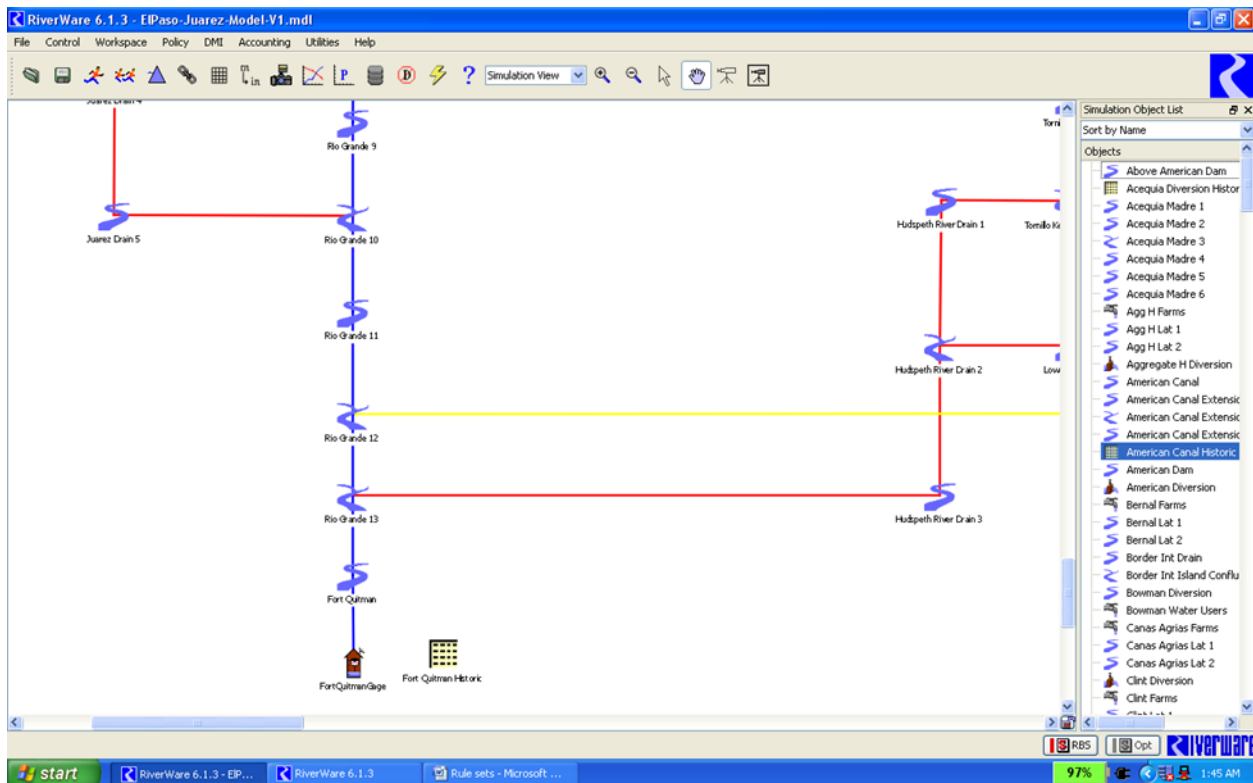 RiverWare 6.1.3 - ElPaso-Juarez-Model-V1.mdl
File Control Workspace Policy DMI Accounting Utilities Help
Simulation View
Juarez Drain 4
Rio Grande 9
Juarez Drain 5
Rio Grande 10
Hudspeth River Drain 1
Rio Grande 11
Hudspeth River Drain 2
Rio Grande 12
Rio Grande 13
Hudspeth River Drain 3
Fort Quitman
FortQuitmanGage
Fort Quitman Historic
Simulation Object List
Sort by Name
Objects
Above American Dam
Acequia Diversion Histor
Acequia Madre 1
Acequia Madre 2
Acequia Madre 3
Acequia Madre 4
Acequia Madre 5
Acequia Madre 6
Agg H Farms
Agg H Lat 1
Agg H Lat 2
Aggregate H Diversion
American Canal
American Canal Extensic
American Canal Extensic
American Canal Extensic
American Canal Historic
American Dam
American Diversion
Bernal Farms
Bernal Lat 1
Bernal Lat 2
Border Int Drain
Border Int Island Conflu
Bowman Diversion
Bowman Water Users
Canas Agrias Farms
Canas Agrias Lat 1
Canas Agrias Lat 2
Clint Diversion
Clint Farms
RBS Opt RiverWare
start RiverWare 6.1.3 - ElP... RiverWare 6.1.3 Rule sets - Microsoft ... 97% 1:45 AM